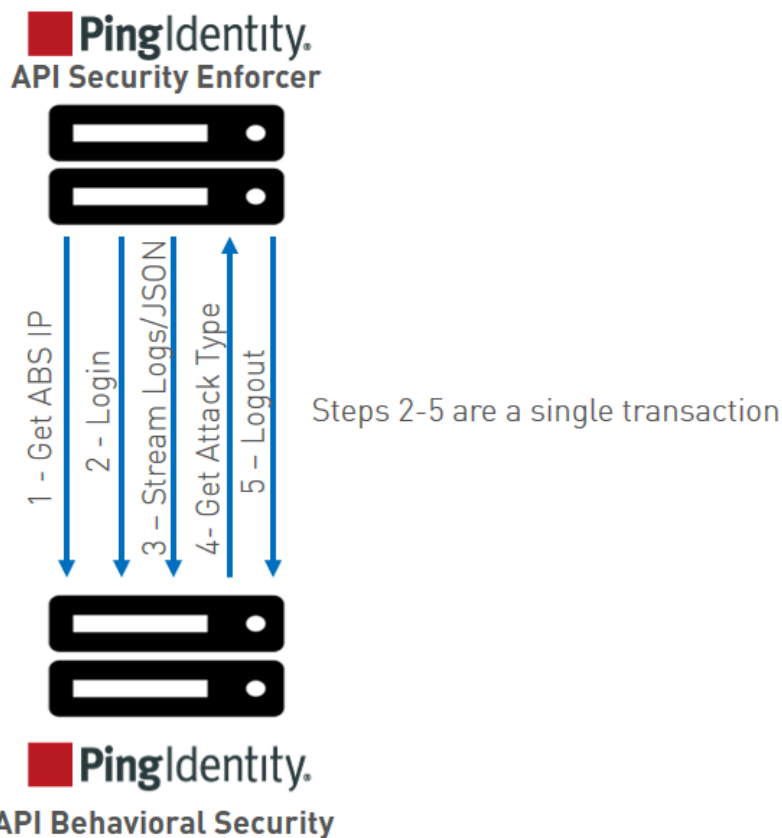 PingIdentity.
API Security Enforcer
1 - Get ABS IP
2 - Login
3 – Stream Logs/JSON
4- Get Attack Type
5 – Logout
Steps 2-5 are a single transaction
PingIdentity.
API Behavioral Security